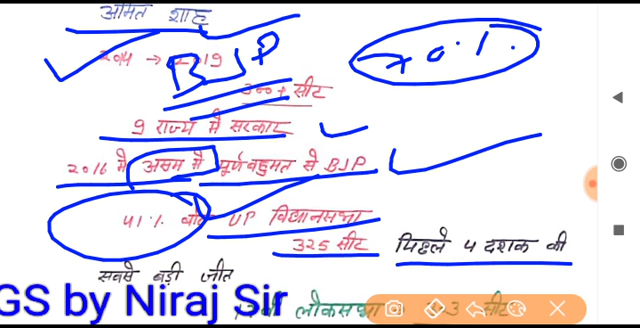 अमित शाह
2014 → 2019
BJP
70%.
300+ सीट
9 राज्य मे सरकार
2016 मे असम मे पूर्ण बहुमत से BJP
41% वोट UP विधानसभा
325 सीट पिछले 4 दशक की
सबसे बड़ी जीत
GS by Niraj Sir
लोकसभा 3 सीट